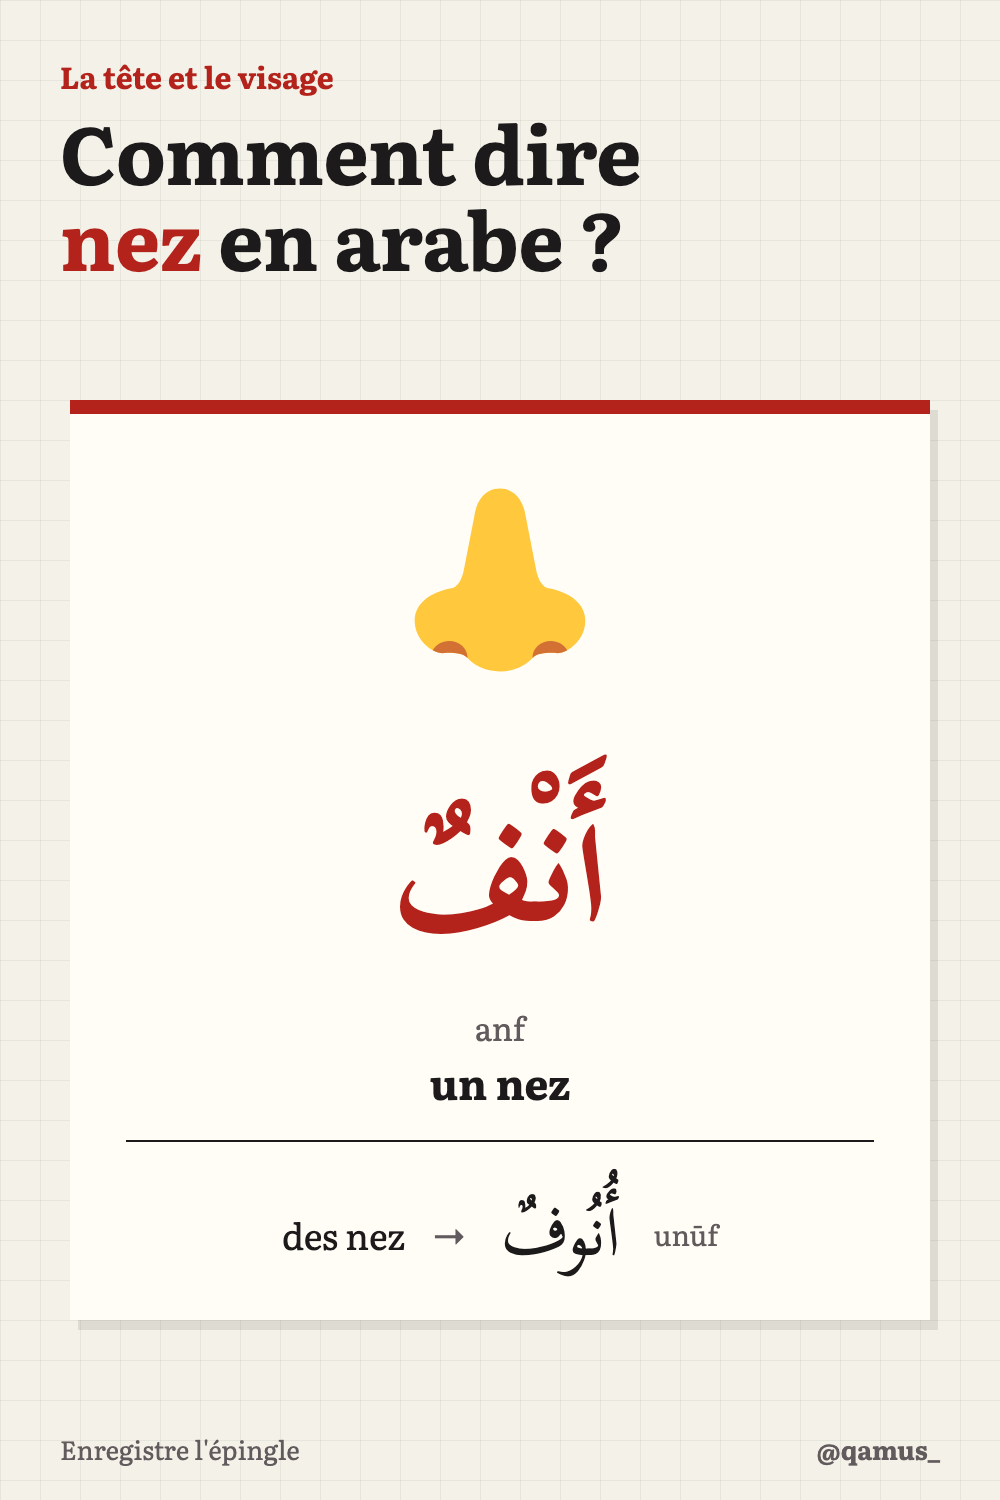 La tête et le visage
Comment dire
nez en arabe ?
أَنْفٌ
anf
un nez
des nez → أُنُوفٌ unūf
Enregistre l'épingle
@qamus_